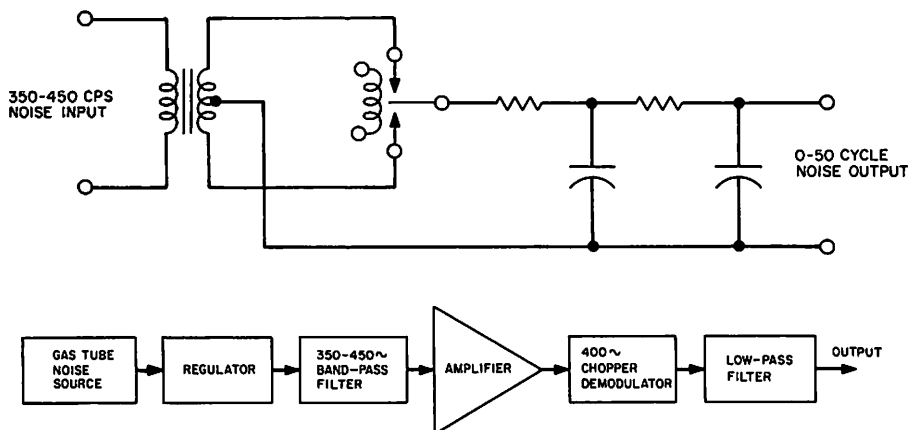 350-450 CPS
NOISE INPUT
0-50 CYCLE
NOISE OUTPUT
GAS TUBE
NOISE
SOURCE
REGULATOR
350-450~
BAND-PASS
FILTER
AMPLIFIER
400~
CHOPPER
DEMODULATOR
LOW-PASS
FILTER
OUTPUT